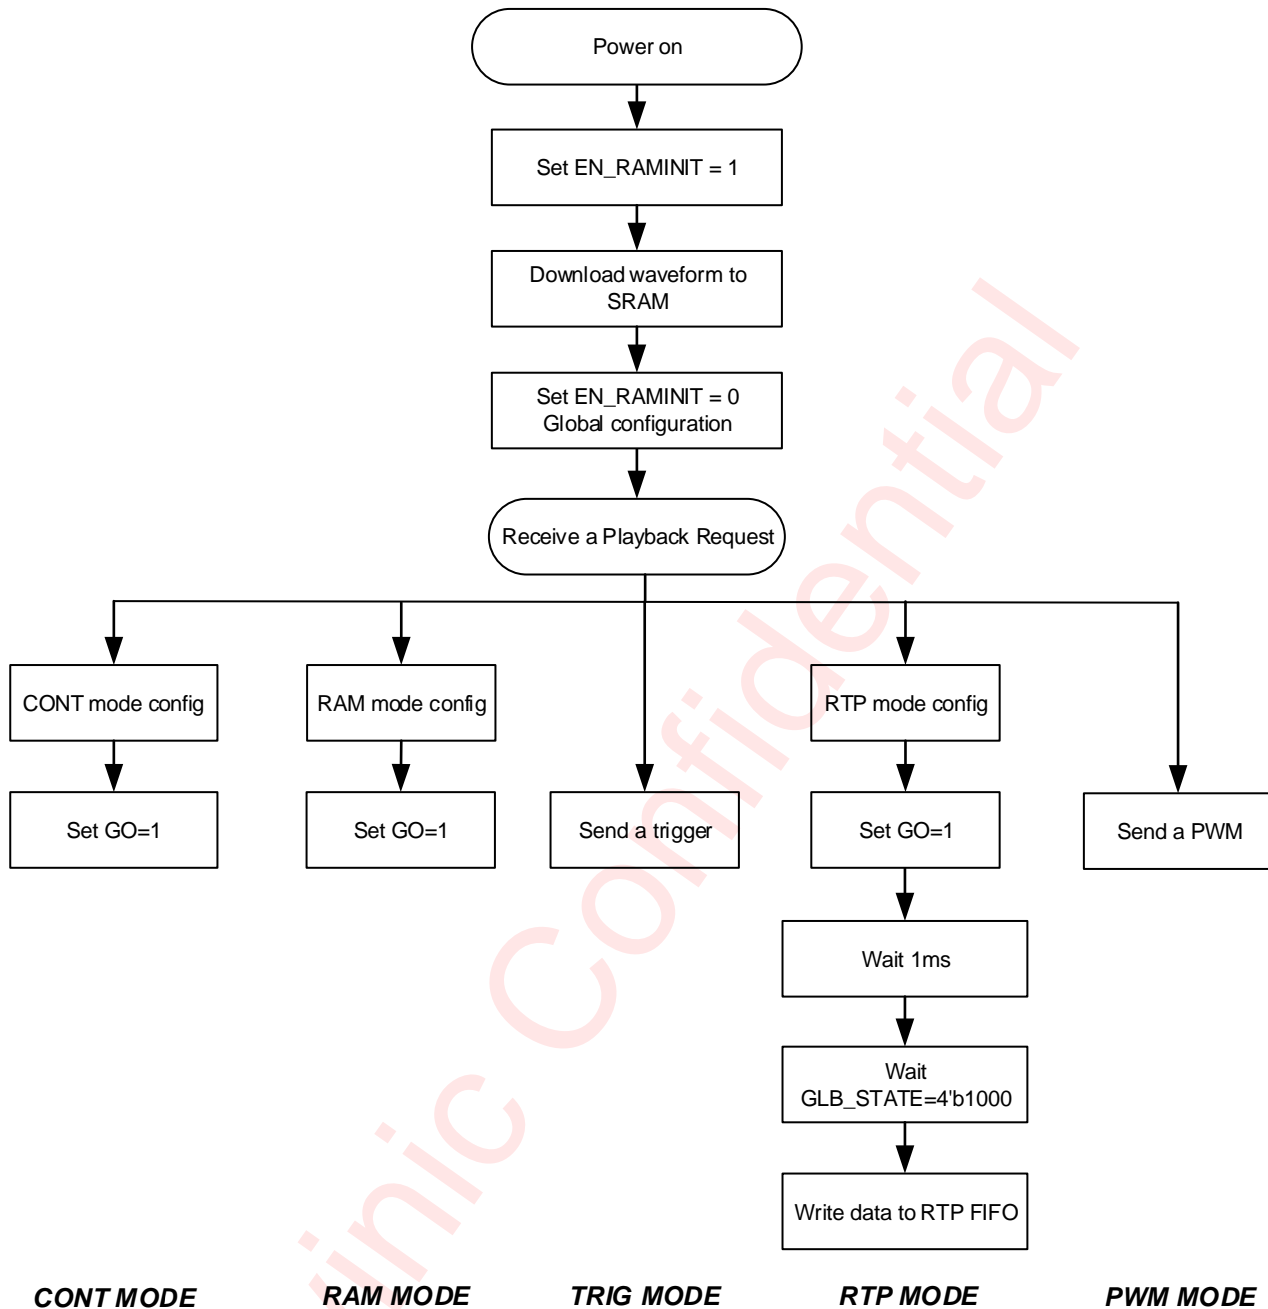 Power on
Set EN_RAMINIT = 1
Download waveform to
SRAM
Set EN_RAMINIT = 0
Global configuration
Receive a Playback Request
CONT mode config
RAM mode config
RTP mode config
Set GO=1
Set GO=1
Send a trigger
Set GO=1
Send a PWM
Wait 1ms
Wait
GLB_STATE=4'b1000
Write data to RTP FIFO
CONT MODE
RAM MODE
TRIG MODE
RTP MODE
PWM MODE
Confidential